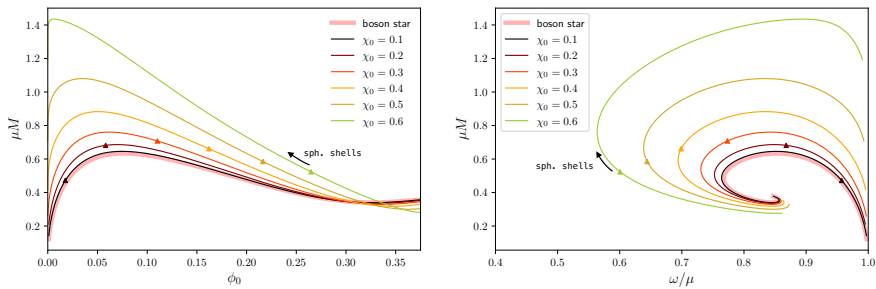 μM
1.4
1.2
1.0
0.8
0.6
0.4
0.2
boson star
χ₀ = 0.1
χ₀ = 0.2
χ₀ = 0.3
χ₀ = 0.4
χ₀ = 0.5
χ₀ = 0.6
sph. shells
0.00 0.05 0.10 0.15 0.20 0.25 0.30 0.35
ϕ₀
μM
1.4
1.2
1.0
0.8
0.6
0.4
0.2
boson star
χ₀ = 0.1
χ₀ = 0.2
χ₀ = 0.3
χ₀ = 0.4
χ₀ = 0.5
χ₀ = 0.6
sph. shells
0.4 0.5 0.6 0.7 0.8 0.9 1.0
ω/μ